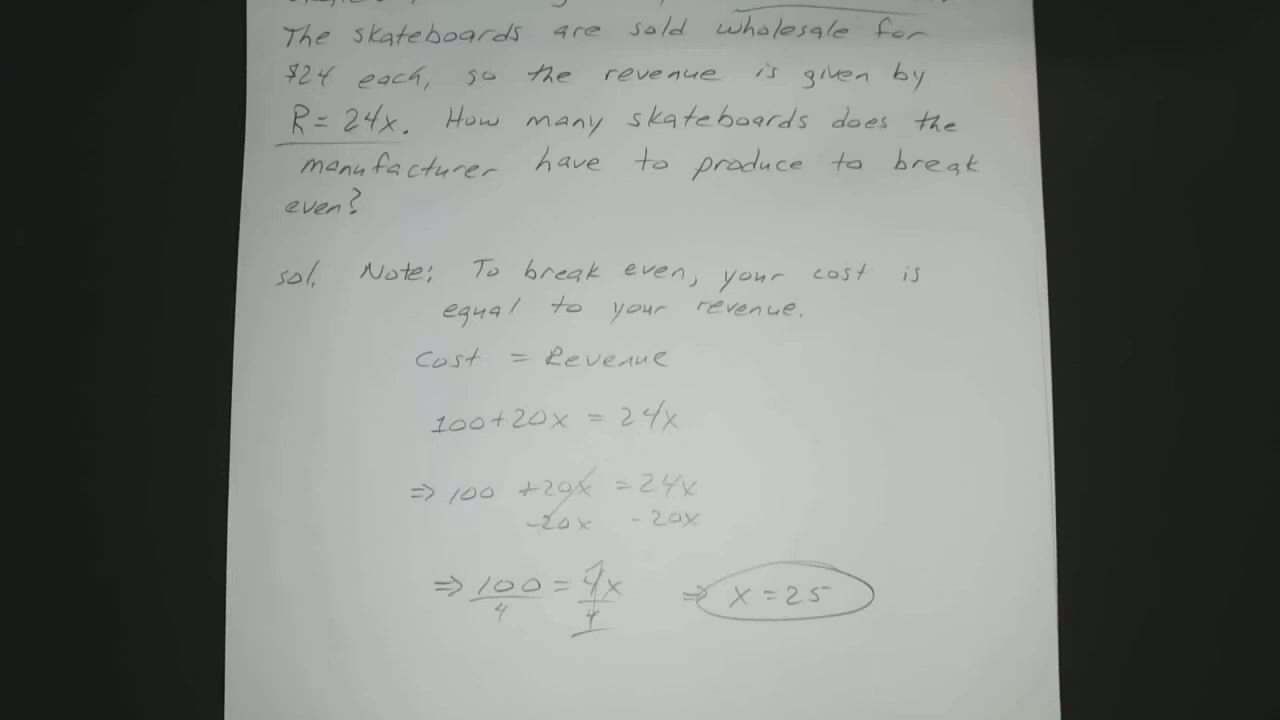 The skateboards are sold wholesale for
$24 each, so the revenue is given by
R = 24x. How many skateboards does the
manufacturer have to produce to break
even?
sol. Note: To break even, your cost is
equal to your revenue.
Cost = Revenue
100+20x = 24x
⇒ 100 +20x = 24x
-20x -20x
⇒ 100 = 4x ⇒ x = 25
4 4